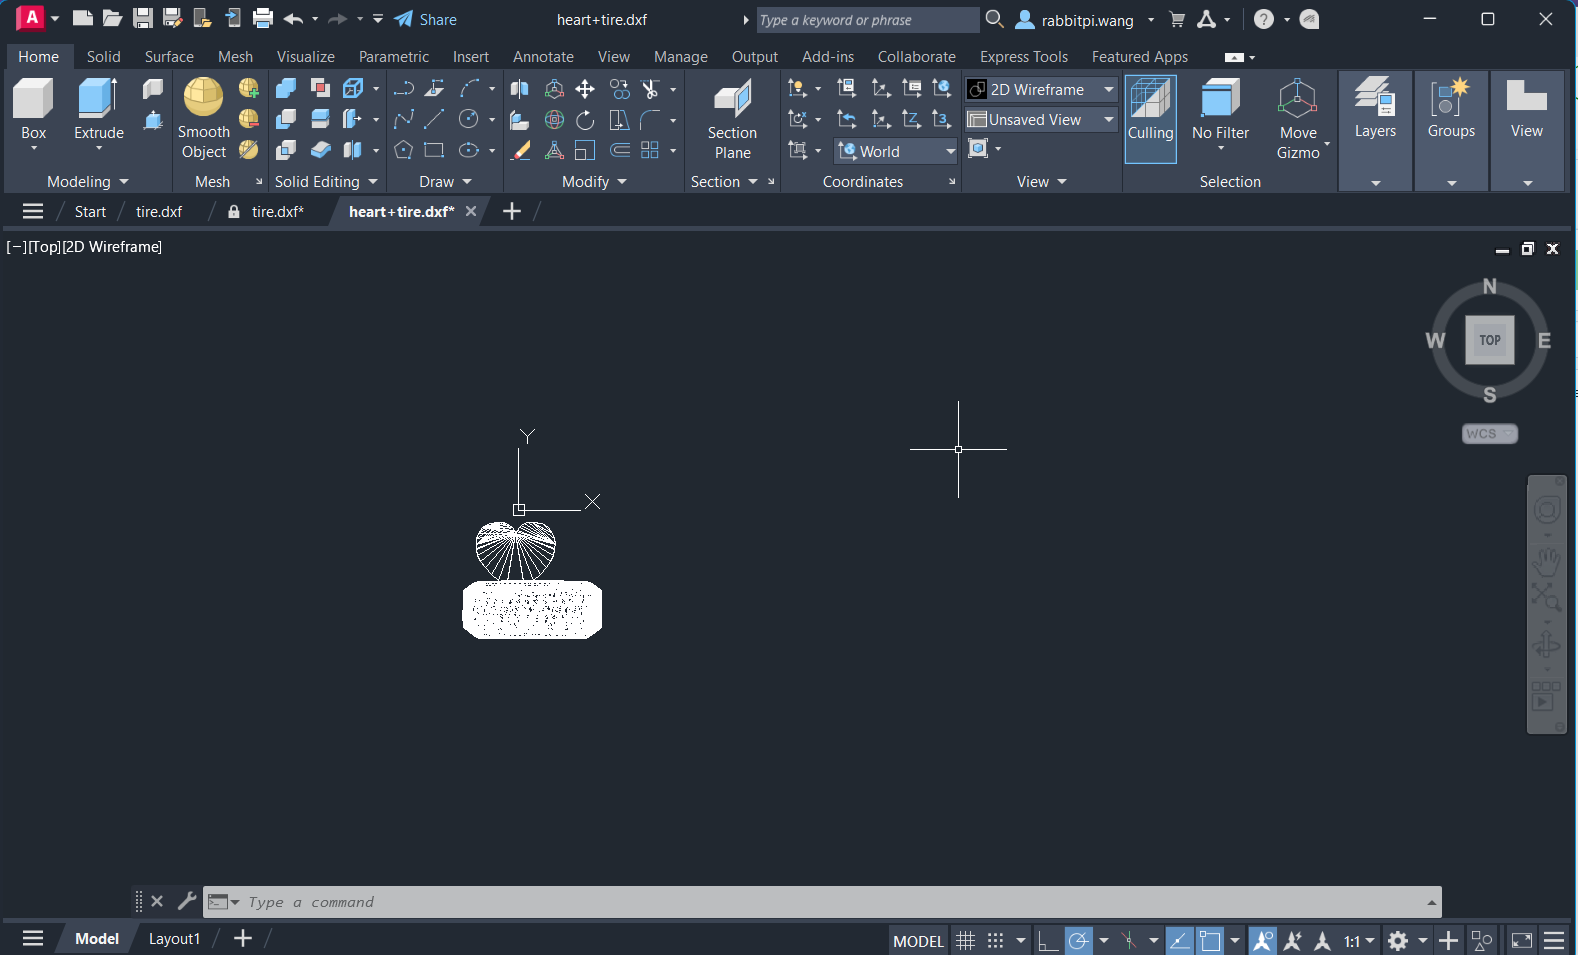 A
Share
heart+tire.dxf
Type a keyword or phrase
rabbitpi.wang
?
Home Solid Surface Mesh Visualize Parametric Insert Annotate View Manage Output Add-ins Collaborate Express Tools Featured Apps
2D Wireframe
Unsaved View
World
Box
Extrude
Smooth
Object
Section
Plane
Culling
No Filter
Move
Gizmo
Layers
Groups
View
Modeling
Mesh
Solid Editing
Draw
Modify
Section
Coordinates
View
Selection
Start
tire.dxf
tire.dxf*
heart+tire.dxf*
[−][Top][2D Wireframe]
N
W
TOP
E
S
WCS
Y
X
Type a command
Model
Layout1
MODEL
1:1